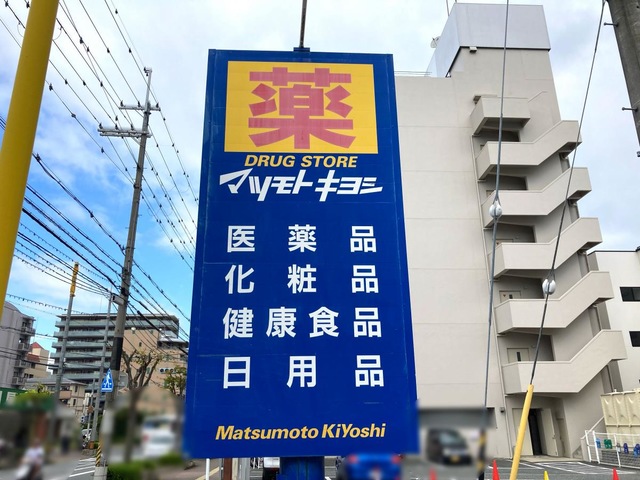 薬
DRUG STORE
マツモトキヨシ
医薬品
化粧品
健康食品
日用品
Matsumoto KiYoshi